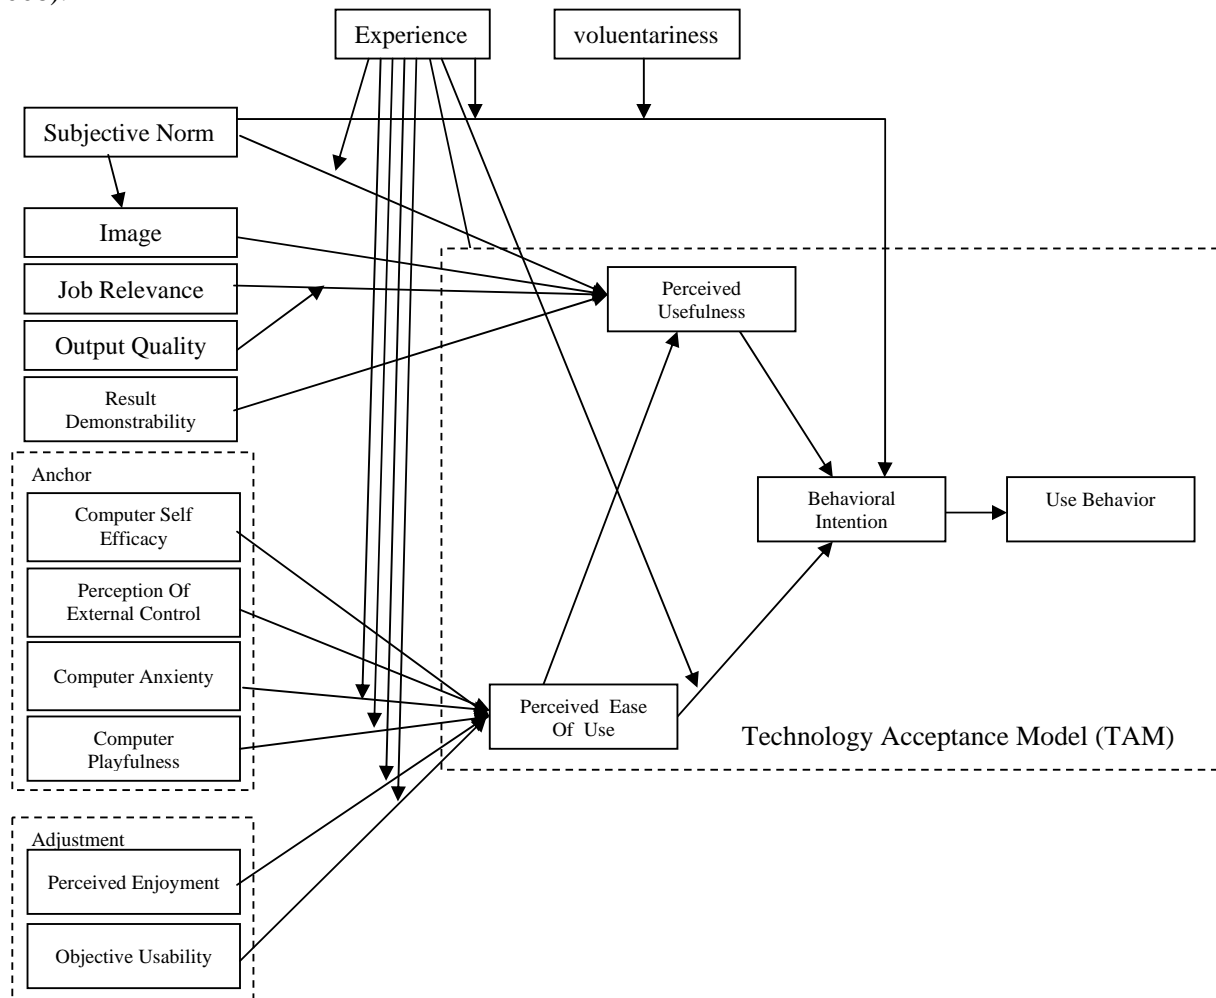 Experience
voluentariness
Subjective Norm
Image
Job Relevance
Output Quality
Result
Demonstrability
Perceived
Usefulness
Anchor
Computer Self
Efficacy
Perception Of
External Control
Computer Anxienty
Computer
Playfulness
Behavioral
Intention
Use Behavior
Perceived Ease
Of Use
Technology Acceptance Model (TAM)
Adjustment
Perceived Enjoyment
Objective Usability